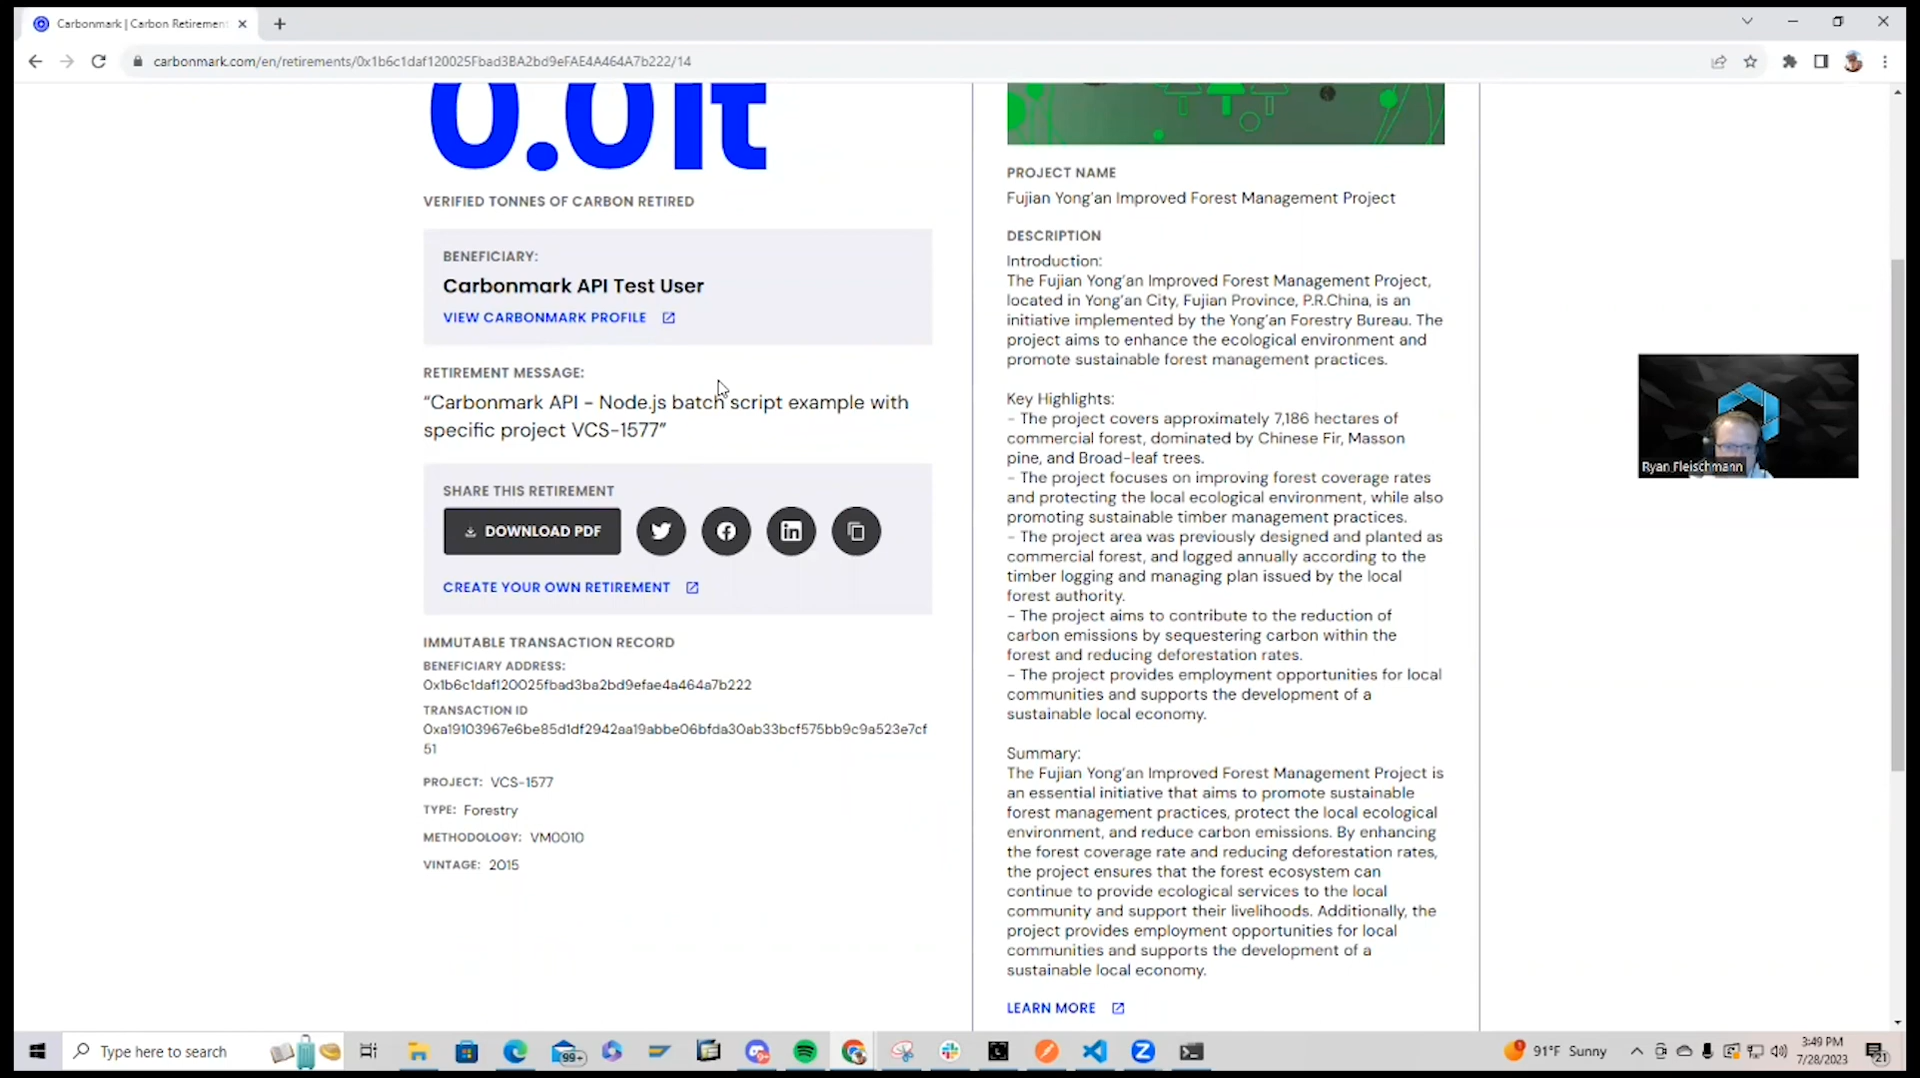 Carbonmark | Carbon Retiremen
carbonmark.com/en/retirements/0x1b6c1daf120025Fbad3BA2bd9eFAE4A464A7b222/14
0.01t
VERIFIED TONNES OF CARBON RETIRED
BENEFICIARY:
Carbonmark API Test User
VIEW CARBONMARK PROFILE
RETIREMENT MESSAGE:
“Carbonmark API - Node.js batch script example with
specific project VCS-1577”
SHARE THIS RETIREMENT
DOWNLOAD PDF
CREATE YOUR OWN RETIREMENT
IMMUTABLE TRANSACTION RECORD
BENEFICIARY ADDRESS:
0x1b6c1daf120025fbad3ba2bd9efae4a464a7b222
TRANSACTION ID
0xa19103967e6be85d1df2942aa19abbe06bfda30ab33bcf575bb9c9a523e7cf
51
PROJECT: VCS-1577
TYPE: Forestry
METHODOLOGY: VM0010
VINTAGE: 2015
PROJECT NAME
Fujian Yong’an Improved Forest Management Project
DESCRIPTION
Introduction:
The Fujian Yong’an Improved Forest Management Project,
located in Yong’an City, Fujian Province, P.R.China, is an
initiative implemented by the Yong’an Forestry Bureau. The
project aims to enhance the ecological environment and
promote sustainable forest management practices.
Key Highlights:
- The project covers approximately 7,186 hectares of
commercial forest, dominated by Chinese Fir, Masson
pine, and Broad-leaf trees.
- The project focuses on improving forest coverage rates
and protecting the local ecological environment, while also
promoting sustainable timber management practices.
- The project area was previously designed and planted as
commercial forest, and logged annually according to the
timber logging and managing plan issued by the local
forest authority.
- The project aims to contribute to the reduction of
carbon emissions by sequestering carbon within the
forest and reducing deforestation rates.
- The project provides employment opportunities for local
communities and supports the development of a
sustainable local economy.
Summary:
The Fujian Yong’an Improved Forest Management Project is
an essential initiative that aims to promote sustainable
forest management practices, protect the local ecological
environment, and reduce carbon emissions. By enhancing
the forest coverage rate and reducing deforestation rates,
the project ensures that the forest ecosystem can
continue to provide ecological services to the local
community and support their livelihoods. Additionally, the
project provides employment opportunities for local
communities and supports the development of a
sustainable local economy.
LEARN MORE
Ryan Fleischmann
Type here to search
99+
91°F Sunny
3:49 PM
7/28/2023
21